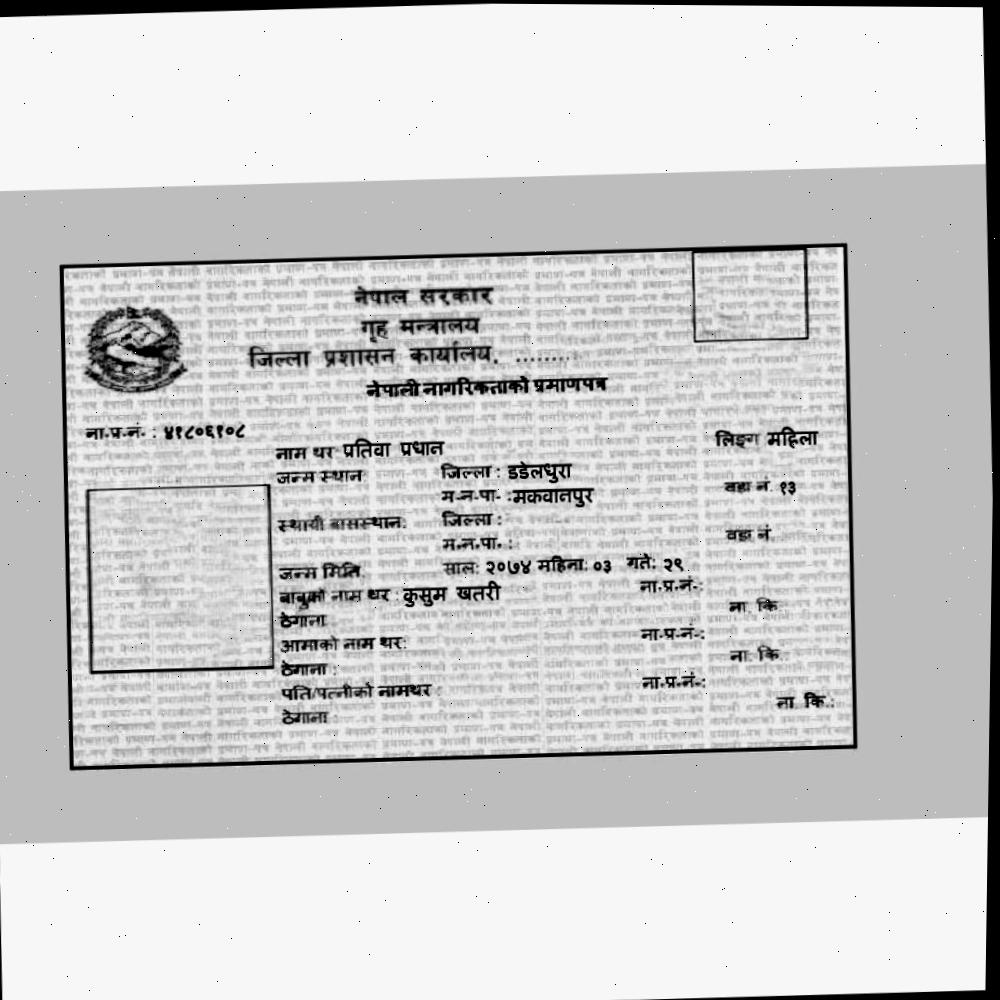 नेपाल सरकार
गृह मन्त्रालय
जिल्ला प्रशासन कार्यालय. ........
नेपाली नागरिकताको प्रमाणपत्र
ना.प्र.नं. : ४१८०६१०८
नाम थर प्रतिवा प्रधान लिङ्ग महिला
जन्म स्थान: जिल्ला : डडेलधुरा
म.न.पा. :मकवानपुर वडा नं. १३
स्थायी बासस्थान: जिल्ला :
म.न.पा. : वडा नं.
जन्म मिति: साल: २०७४ महिना: ०३ गते: २९
बाबुको नाम थर : कुसुम खतरी ना.प्र.नं.:
ठेगाना ना. कि.
आमाको नाम थर: ना.प्र.नं.:
ठेगाना : ना. कि.:
पति/पत्नीको नामथर : ना.प्र.नं.:
ठेगाना : ना. कि.: